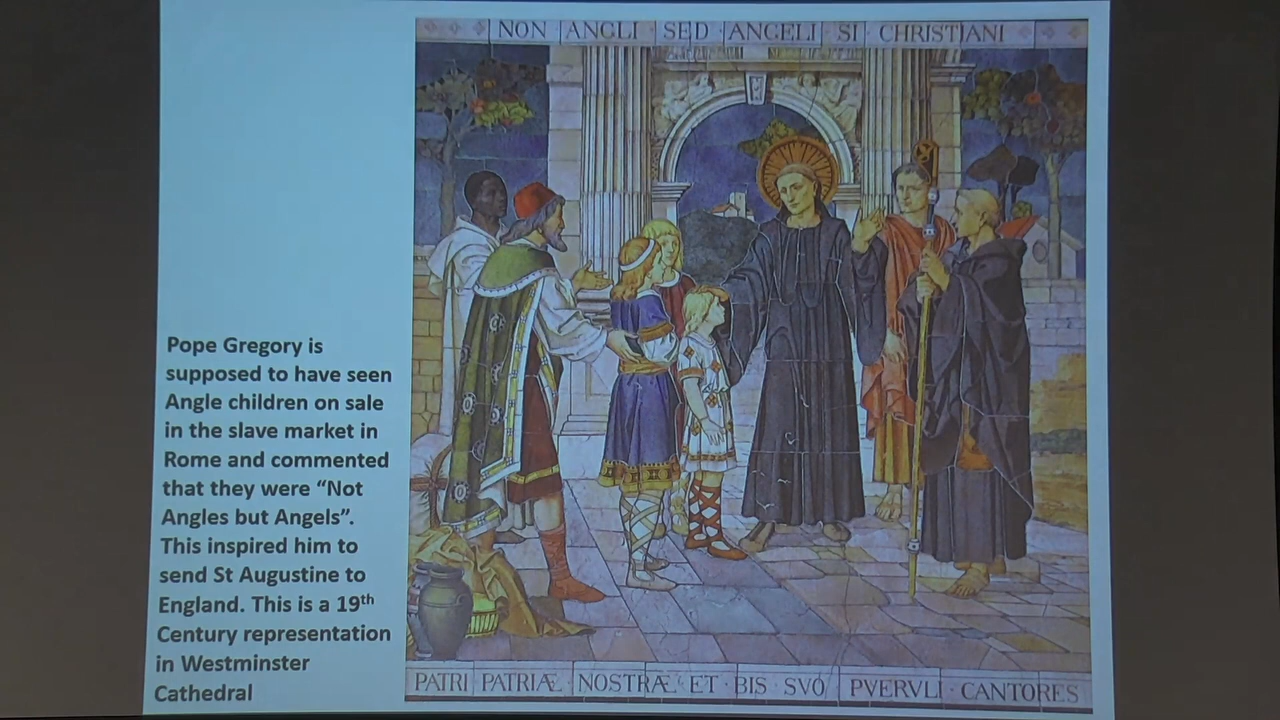 NON ANGLI SED ANGELI SI CHRISTIANI
Pope Gregory is
supposed to have seen
Angle children on sale
in the slave market in
Rome and commented
that they were “Not
Angles but Angels”.
This inspired him to
send St Augustine to
England. This is a 19th
Century representation
in Westminster
Cathedral
PATRI PATRIÆ NOSTRÆ ET BIS SVO PVERVLI CANTORES